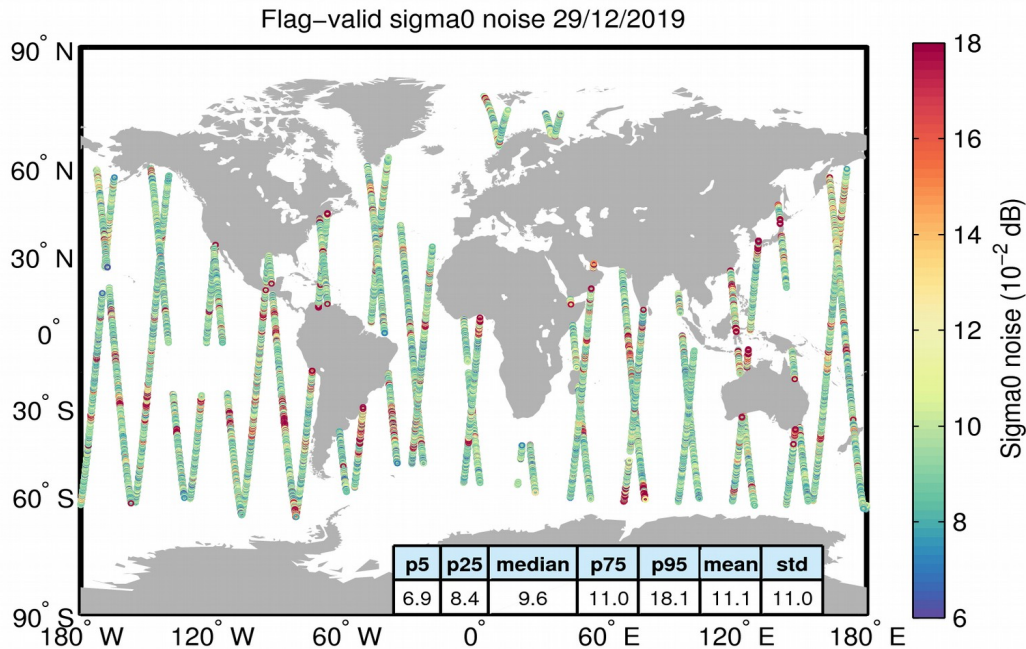 Flag−valid sigma0 noise 29/12/2019
90° N
60° N
30° N
0°
30° S
60° S
90° S
180° W
120° W
60° W
0°
60° E
120° E
180° E
p5 p25 median p75 p95 mean std
6.9 8.4 9.6 11.0 18.1 11.1 11.0
18
16
14
12
10
8
6
Sigma0 noise (10⁻² dB)